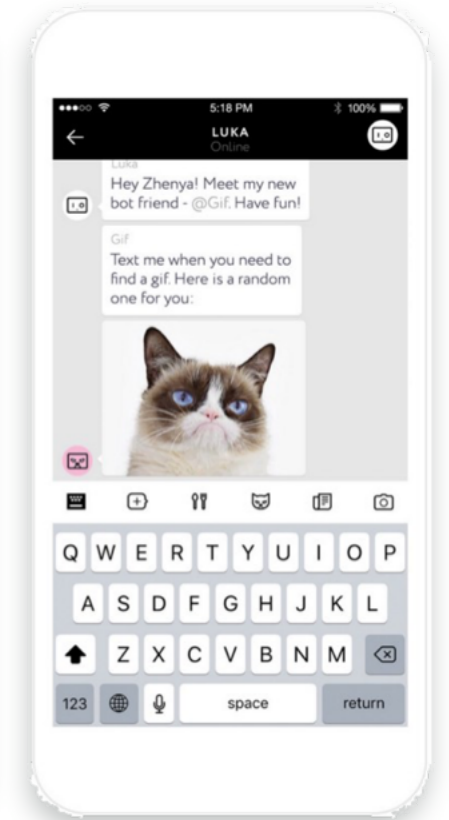 5:18 PM
100%
LUKA
Online
Luka
Hey Zhenya! Meet my new
bot friend - @Gif. Have fun!
Gif
Text me when you need to
find a gif. Here is a random
one for you:
Q W E R T Y U I O P
A S D F G H J K L
Z X C V B N M
123 space return